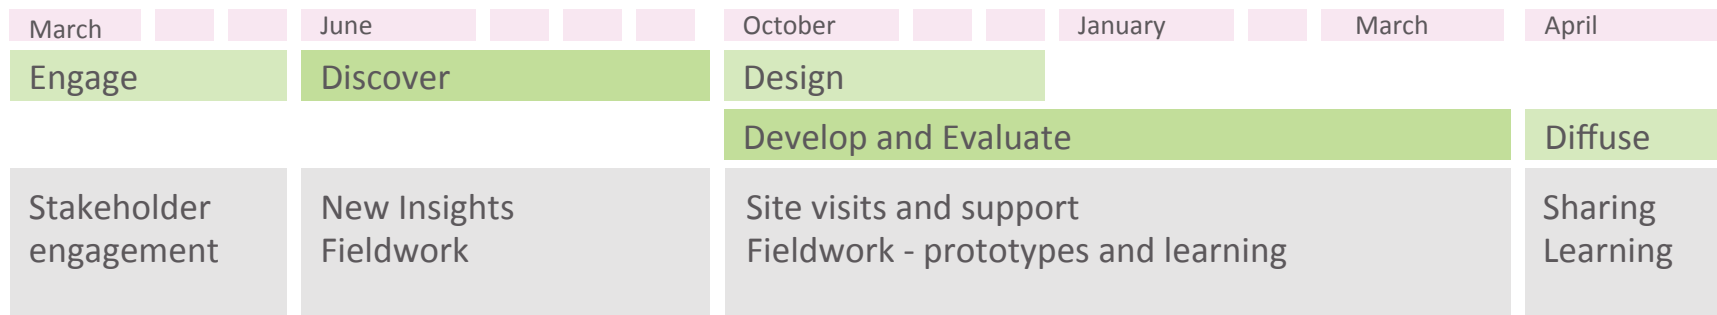 March June October January March April
Engage Discover Design
Develop and Evaluate Diffuse
Stakeholder
engagement
New Insights
Fieldwork
Site visits and support
Fieldwork - prototypes and learning
Sharing
Learning